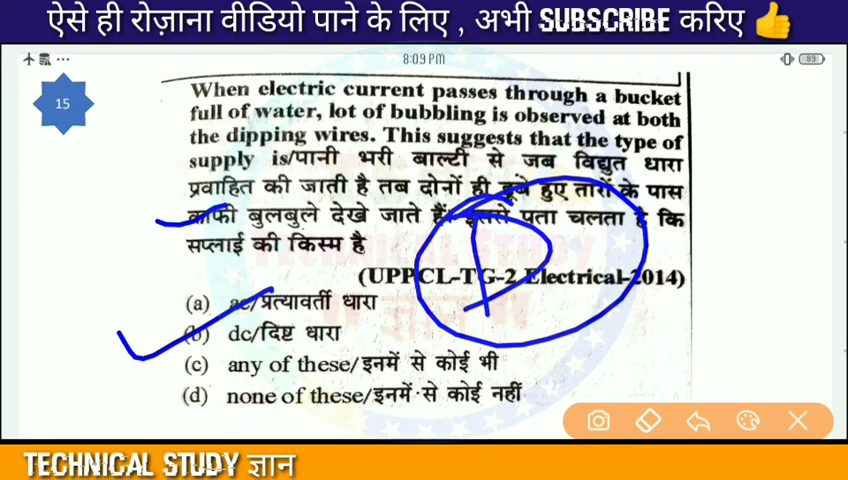 ऐसे ही रोज़ाना वीडियो पाने के लिए , अभी SUBSCRIBE करिए
8:09 PM
89
15
When electric current passes through a bucket
full of water, lot of bubbling is observed at both
the dipping wires. This suggests that the type of
supply is/पानी भरी बाल्टी से जब विद्युत धारा
प्रवाहित की जाती है तब दोनों ही डूबे हुए तारों के पास
काफी बुलबुले देखे जाते हैं। इससे पता चलता है कि
सप्लाई की किस्म है
(UPPCL-TG-2 Electrical-2014)
(a) ac/प्रत्यावर्ती धारा
(b) dc/दिष्ट धारा
(c) any of these/इनमें से कोई भी
(d) none of these/इनमें से कोई नहीं
TECHNICAL STUDY ज्ञान